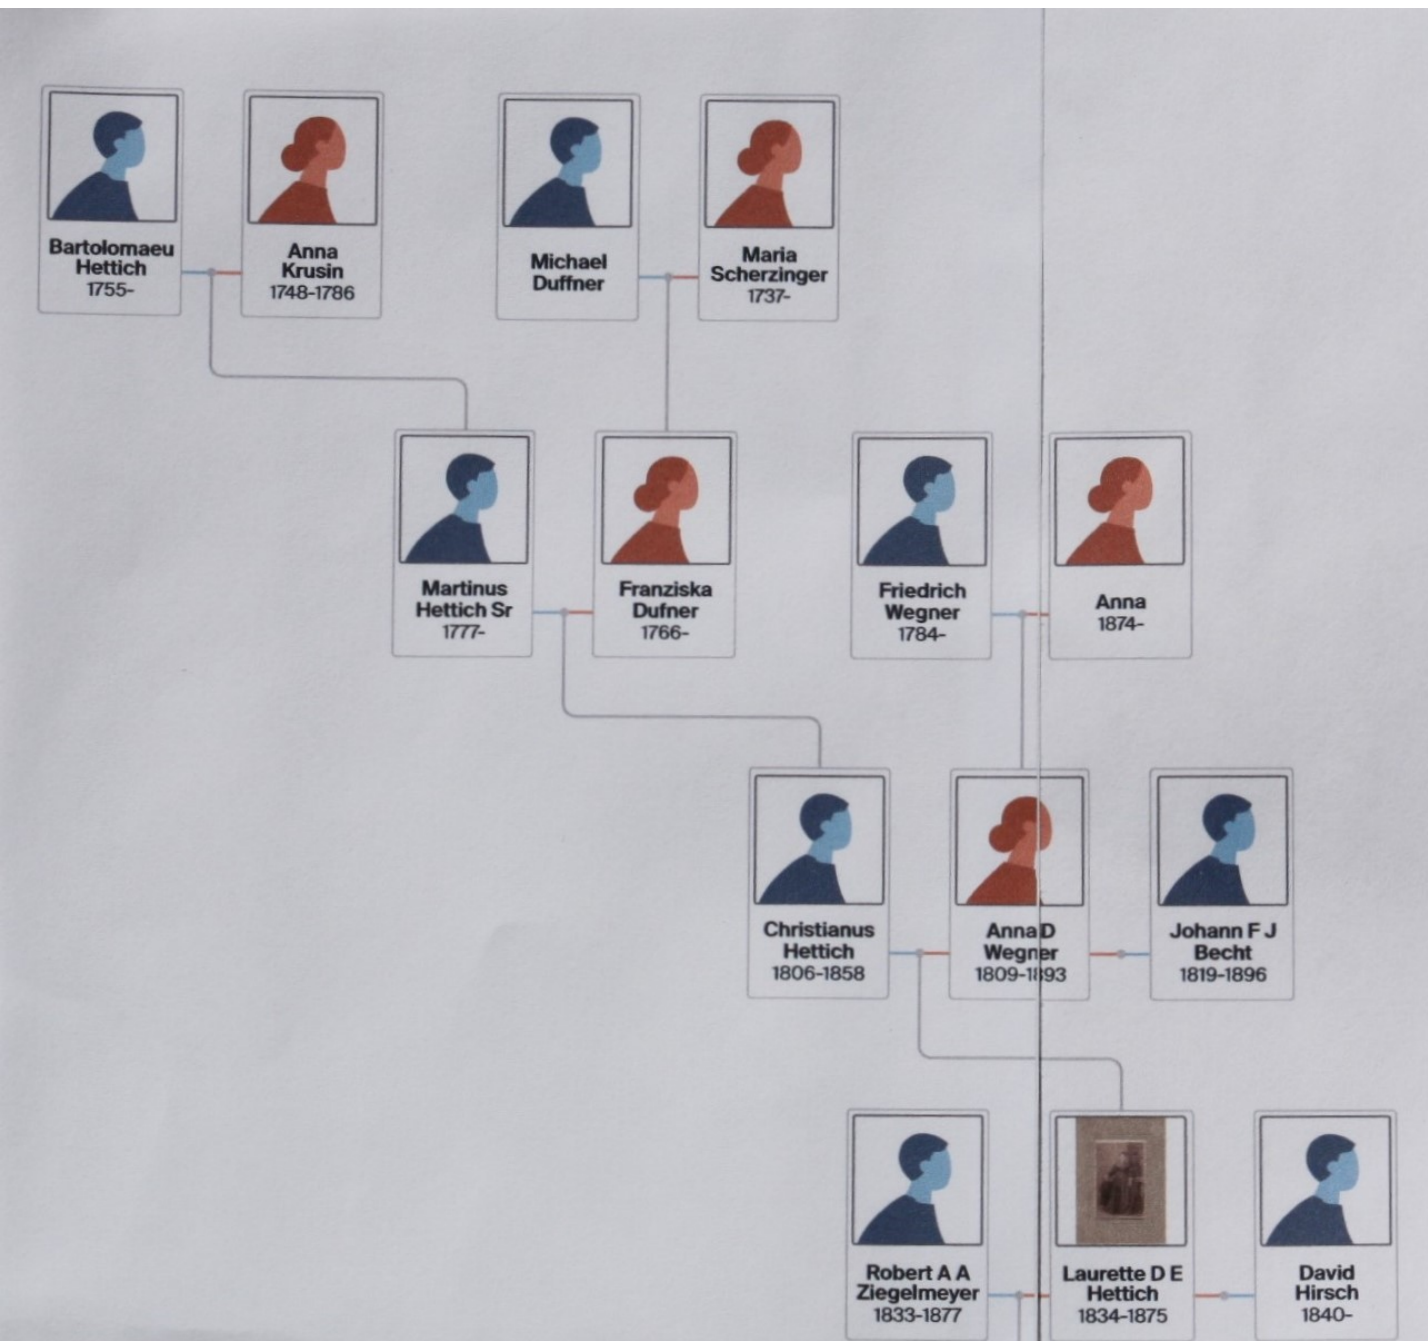 Bartolomaeu
Hettich
1755-
Anna
Krusin
1748-1786
Michael
Duffner
Maria
Scherzinger
1737-
Martinus
Hettich Sr
1777-
Franziska
Dufner
1766-
Friedrich
Wegner
1784-
Anna
1874-
Christianus
Hettich
1806-1858
Anna D
Wegner
1809-1893
Johann F J
Becht
1819-1896
Robert A A
Ziegelmeyer
1833-1877
Laurette D E
Hettich
1834-1875
David
Hirsch
1840-